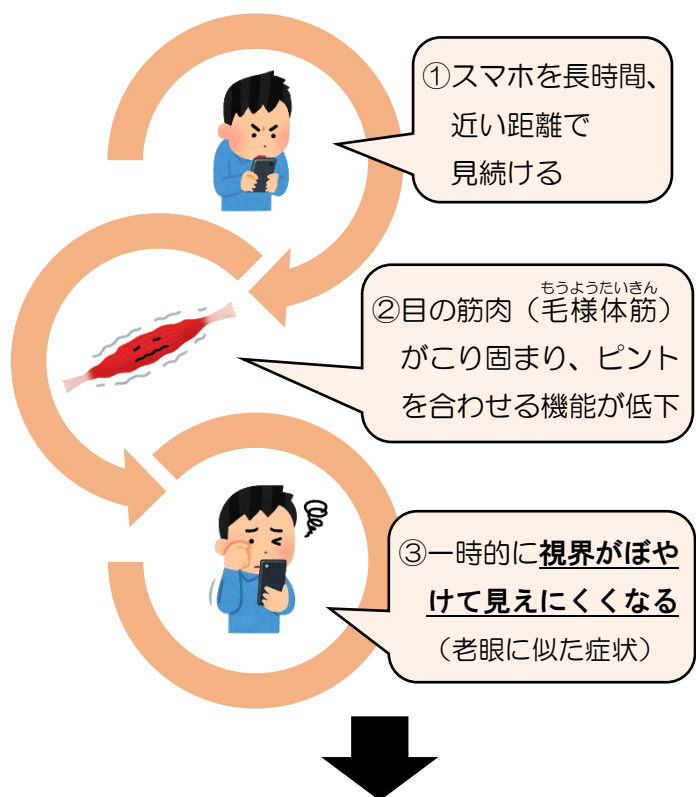 ①スマホを長時間、
近い距離で
見続ける
もうようたいきん
②目の筋肉（毛様体筋）
がこり固まり、ピント
を合わせる機能が低下
③一時的に視界がぼや
けて見えにくくなる
（老眼に似た症状）